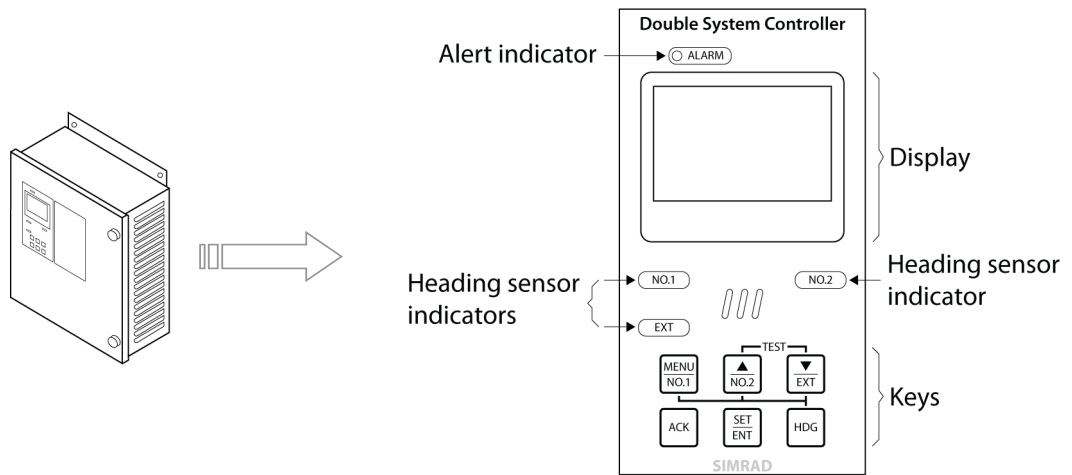 Double System Controller
Alert indicator
ALARM
Display
Heading sensor
indicators
NO.1
NO.2
Heading sensor
indicator
EXT
TEST
MENU
NO.1
▲
NO.2
▼
EXT
Keys
ACK
SET
ENT
HDG
SIMRAD